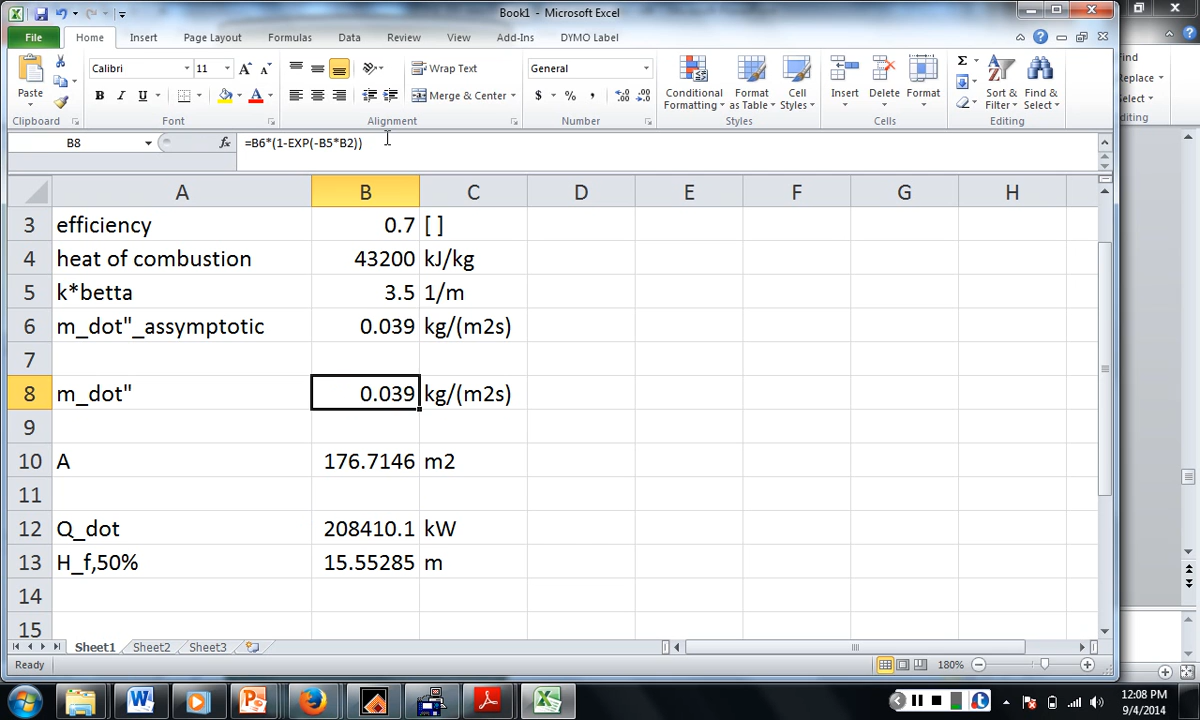 Book1 - Microsoft Excel
File Home Insert Page Layout Formulas Data Review View Add-Ins DYMO Label
Calibri 11 Wrap Text General
Paste B I U Merge & Center $ % , Conditional Formatting Format as Table Cell Styles Insert Delete Format Sort & Filter Find & Select
Clipboard Font Alignment Number Styles Cells Editing
Find
Replace
Select
B8 fx =B6*(1-EXP(-B5*B2))
A B C D E F G H
3 efficiency 0.7 [ ]
4 heat of combustion 43200 kJ/kg
5 k*betta 3.5 1/m
6 m_dot"_assymptotic 0.039 kg/(m2s)
7
8 m_dot" 0.039 kg/(m2s)
9
10 A 176.7146 m2
11
12 Q_dot 208410.1 kW
13 H_f,50% 15.55285 m
14
15
Sheet1 Sheet2 Sheet3
Ready 180%
12:08 PM
9/4/2014